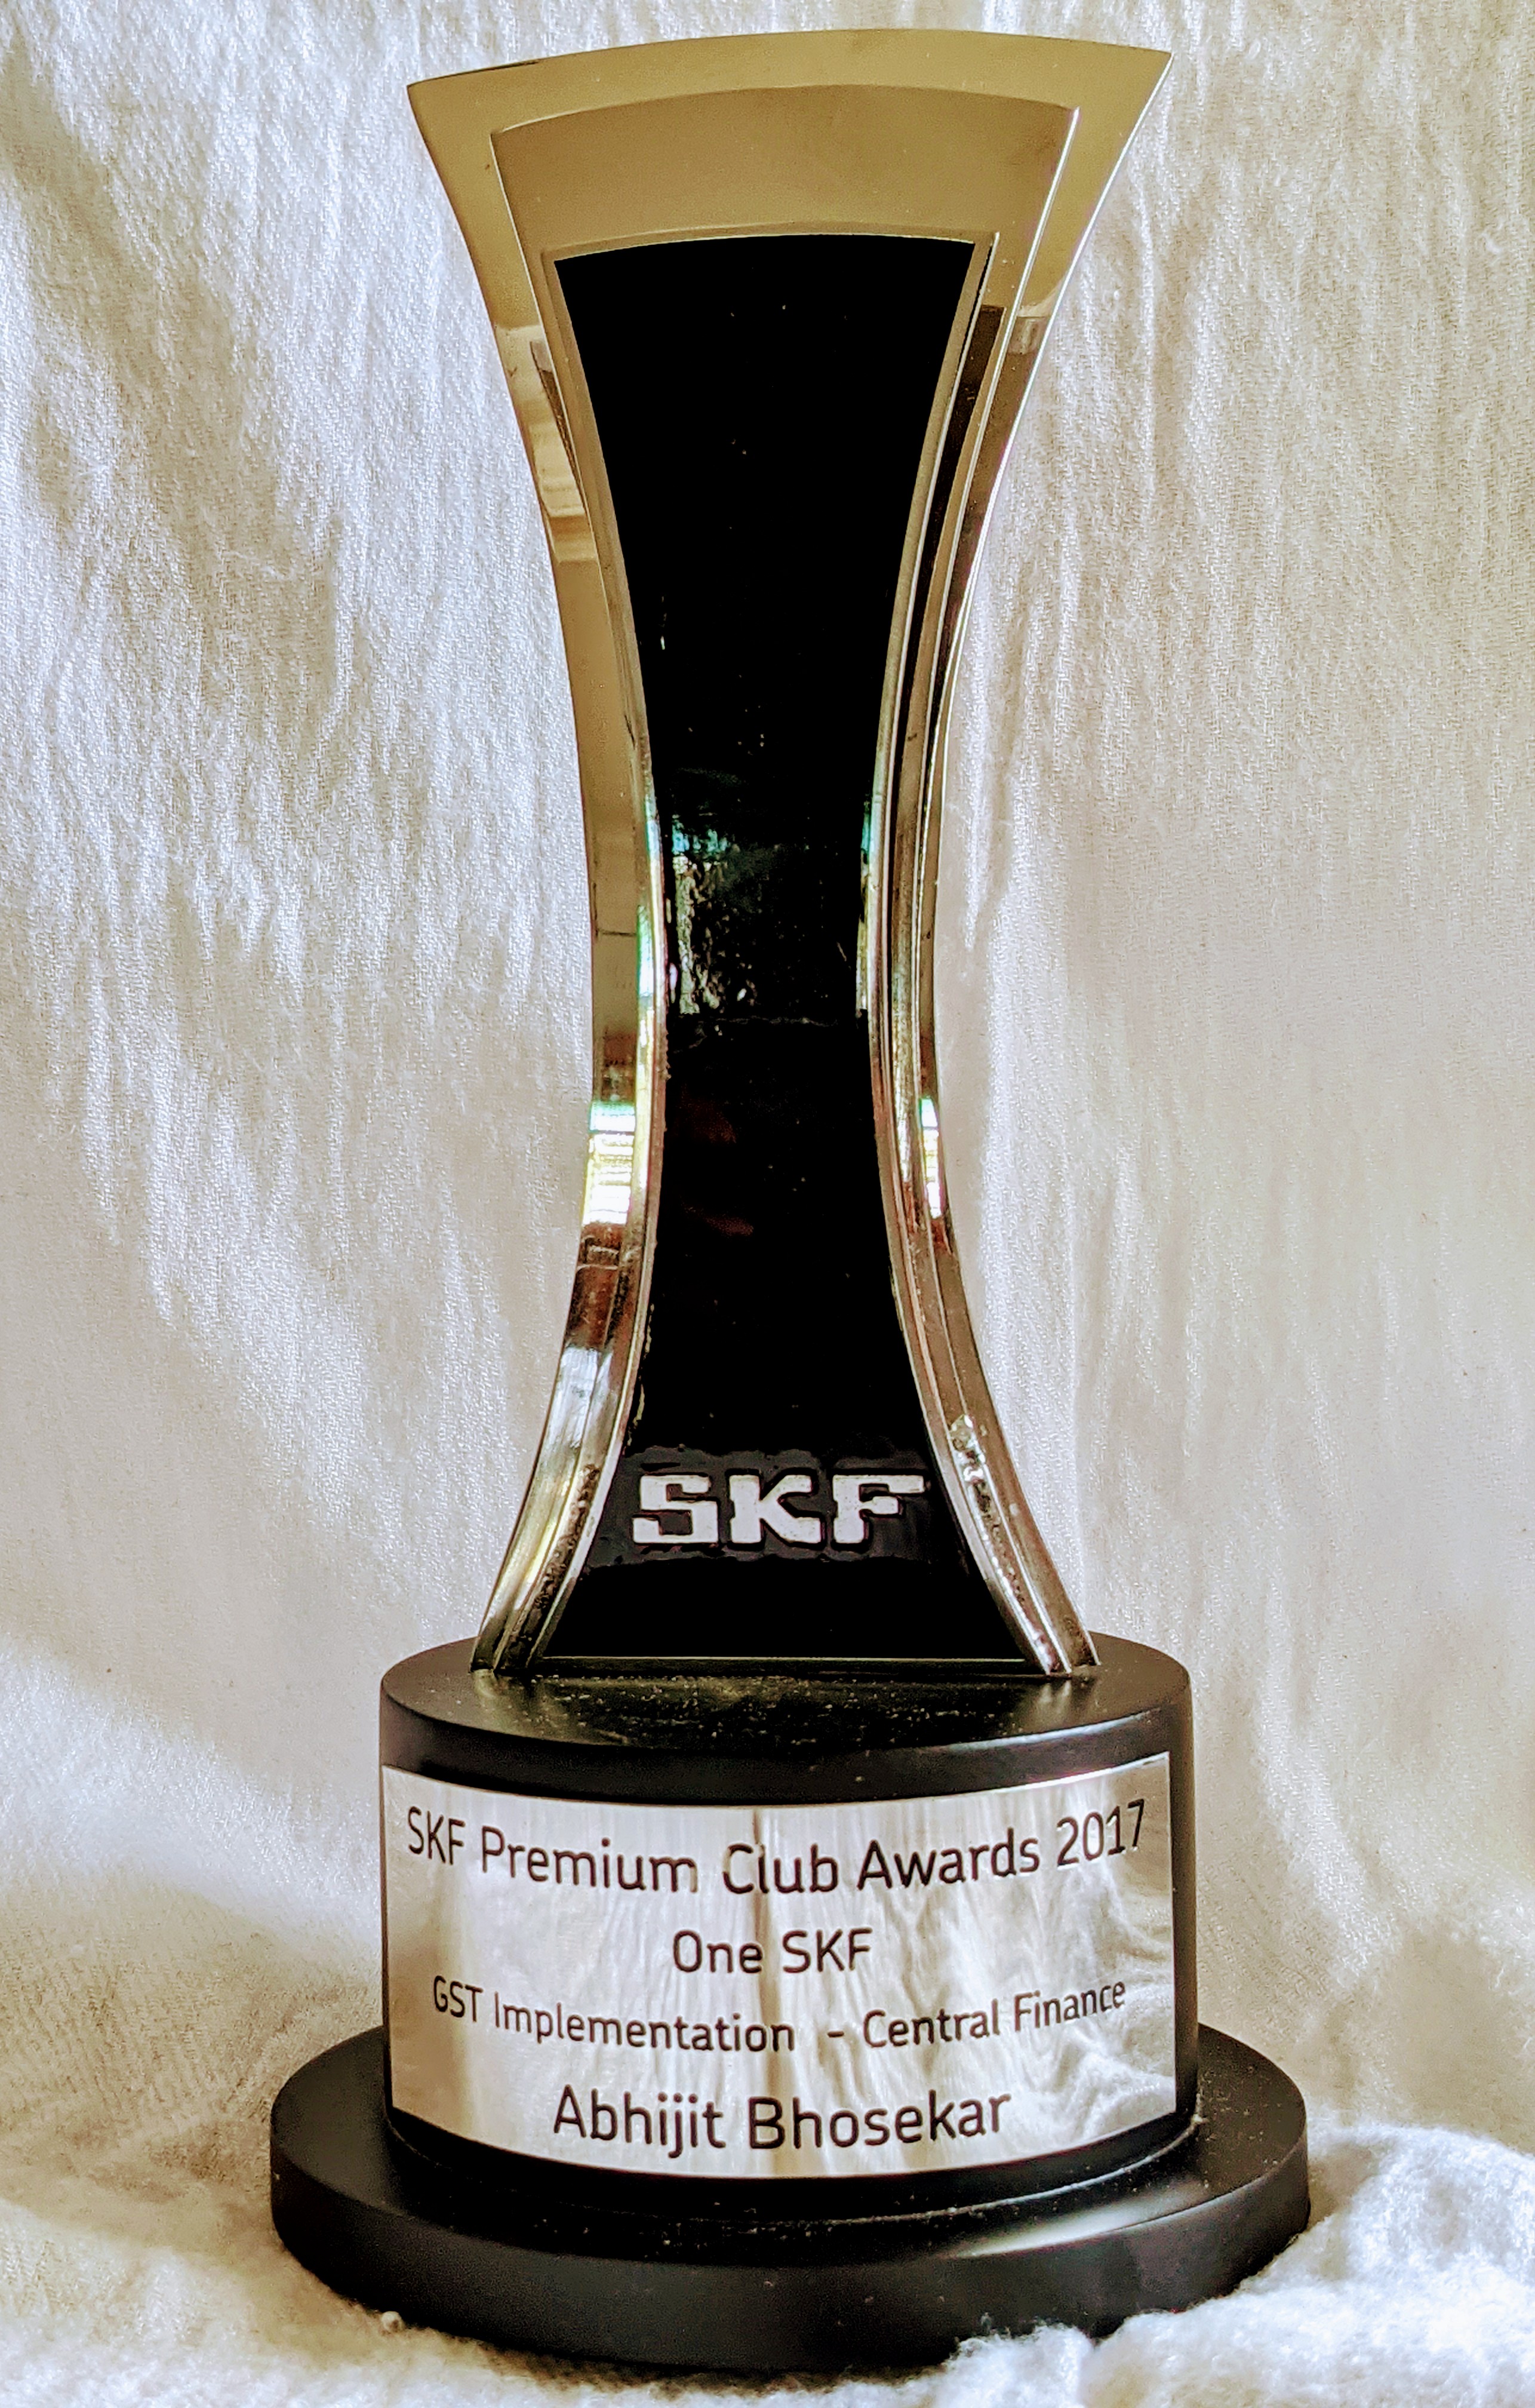 SKF
SKF Premium Club Awards 2017
One SKF
GST Implementation - Central Finance
Abhijit Bhosekar